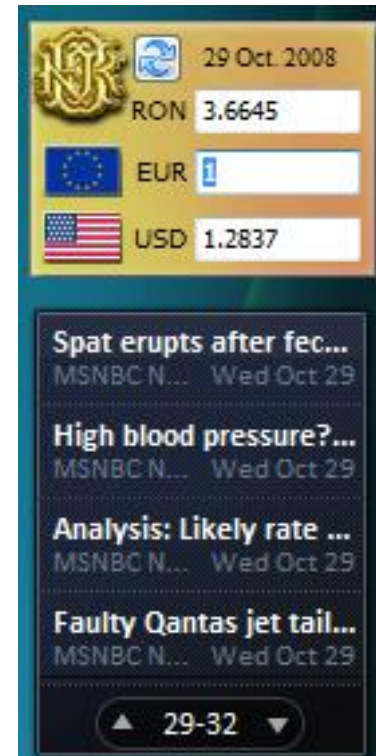 29 Oct. 2008
RON 3.6645
EUR 1
USD 1.2837
Spat erupts after fec...
MSNBC N... Wed Oct 29
High blood pressure?...
MSNBC N... Wed Oct 29
Analysis: Likely rate ...
MSNBC N... Wed Oct 29
Faulty Qantas jet tail...
MSNBC N... Wed Oct 29
29-32